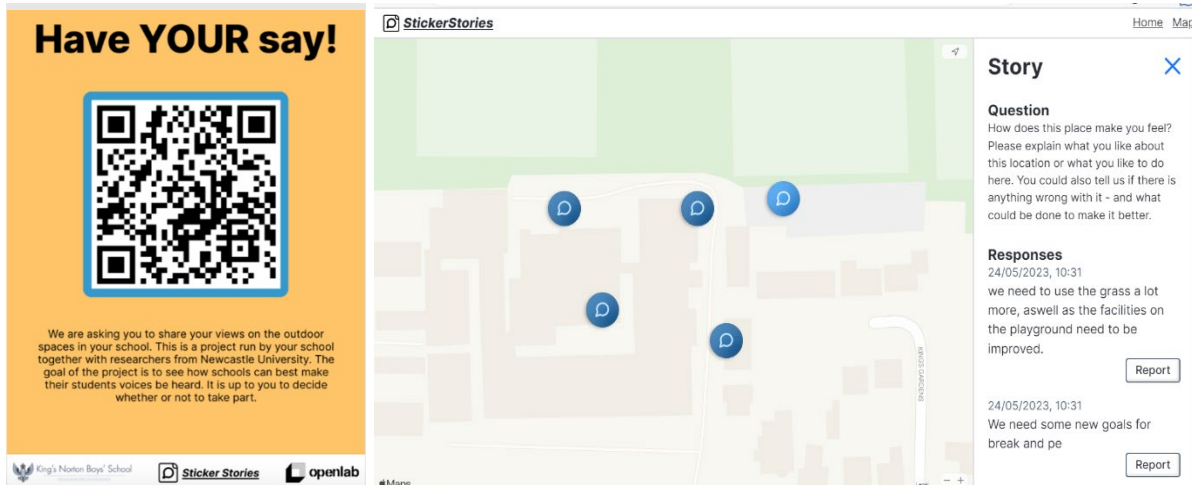 Have YOUR say!
We are asking you to share your views on the outdoor
spaces in your school. This is a project run by your school
together with researchers from Newcastle University. The
goal of the project is to see how schools can best make
their students voices be heard. It is up to you to decide
whether or not to take part.
King's Norton Boys' School
Sticker Stories
openlab
StickerStories
Home Map
Story
Question
How does this place make you feel?
Please explain what you like about
this location or what you like to do
here. You could also tell us if there is
anything wrong with it - and what
could be done to make it better.
Responses
24/05/2023, 10:31
we need to use the grass a lot
more, aswell as the facilities on
the playground need to be
improved.
Report
24/05/2023, 10:31
We need some new goals for
break and pe
Report
KINGS GARDENS
Maps